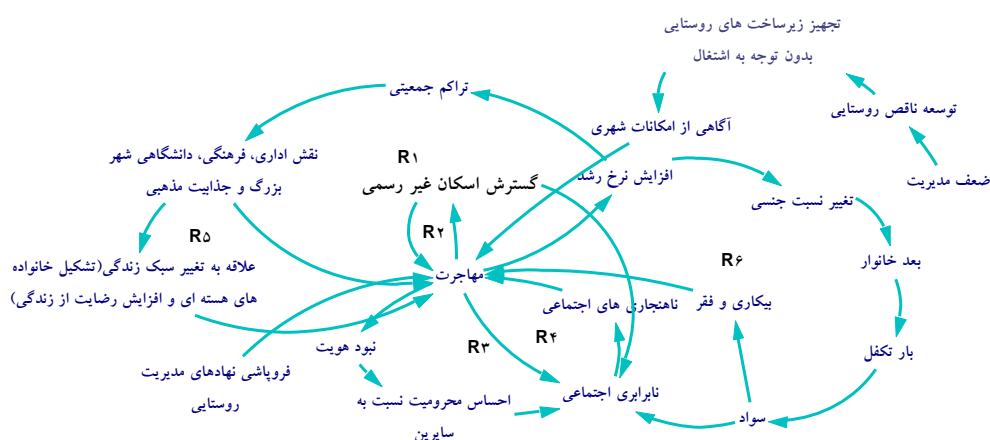 تجهیز زیرساخت های روستایی
بدون توجه به اشتغال
توسعه ناقص روستایی
ضعف مدیریت
تراکم جمعیتی
آگاهی از امکانات شهری
نقش اداری، فرهنگی، دانشگاهی شهر
بزرگ و جذابیت مذهبی
R۱
افزایش نرخ رشد
گسترش اسکان غیر رسمی
تغییر نسبت جنسی
R۵
R۲
بعد خانوار
علاقه به تغییر سبک زندگی(تشکیل خانواده
های هسته ای و افزایش رضایت از زندگی)
مهاجرت
R۶
ناهنجاری های اجتماعی
بیکاری و فقر
نبود هویت
R۳
R۴
بار تکفل
فروپاشی نهادهای مدیریت
روستایی
احساس محرومیت نسبت به
سایرین
نابرابری اجتماعی
سواد